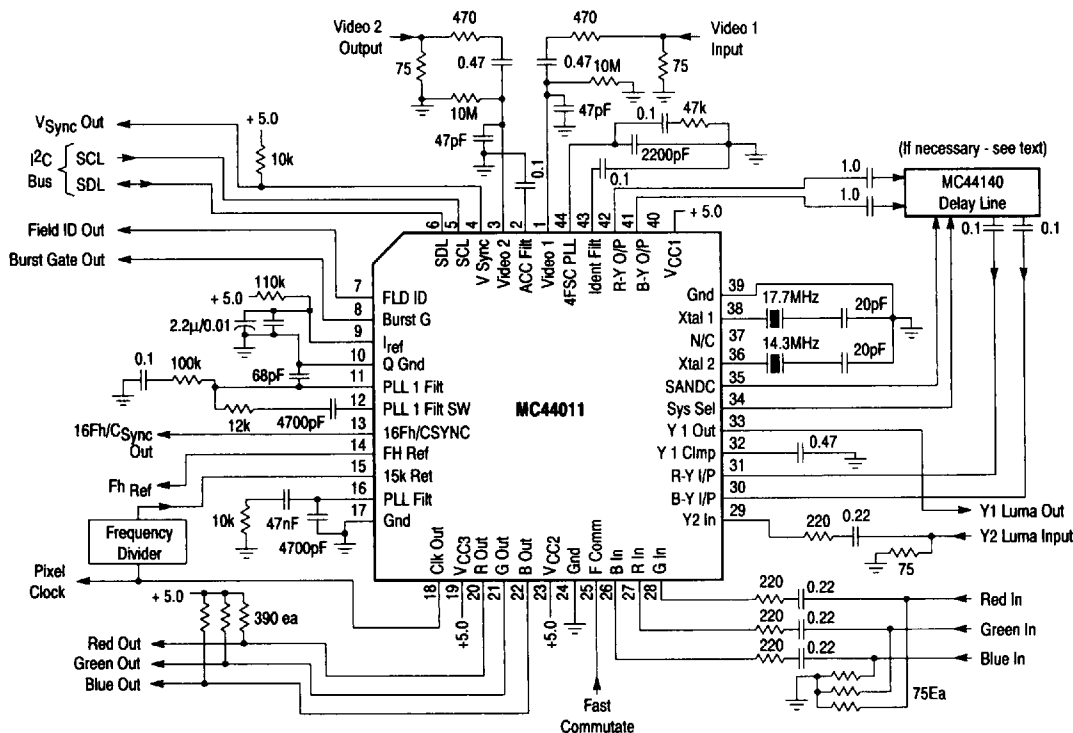 Video 2
Output
470
470
Video 1
Input
75
0.47
0.47
10M
75
10M
47pF
47pF
0.1
0.1
47k
2200pF
0.1
VSync Out
+ 5.0
10k
I2C
Bus
SCL
SDL
(If necessary - see text)
MC44140
Delay Line
1.0
1.0
0.1
0.1
+ 5.0
Field ID Out
Burst Gate Out
6
5
4
3
2
1
44
43
42
41
40
SDL
SCL
V Sync
Video 2
ACC Filt
Video 1
4FSC PLL
Ident Filt
R-Y O/P
B-Y O/P
VCC1
7
FLD ID
8
Burst G
9
Iref
10
Q Gnd
11
PLL 1 Filt
12
PLL 1 Filt SW
13
16Fh/CSYNC
14
FH Ref
15
15k Ret
16
PLL Filt
17
Gnd
MC44011
Gnd
39
Xtal 1
38
N/C
37
Xtal 2
36
SANDC
35
Sys Sel
34
Y 1 Out
33
Y 1 Clmp
32
R-Y I/P
31
B-Y I/P
30
Y2 In
29
17.7MHz
20pF
14.3MHz
20pF
0.47
110k
+ 5.0
2.2µ/0.01
0.1
100k
68pF
12k
4700pF
16Fh/CSync
Out
Fh Ref
10k
47nF
4700pF
Frequency
Divider
Pixel
Clock
+ 5.0
390 ea
Red Out
Green Out
Blue Out
Clk Out
VCC3
R Out
G Out
B Out
VCC2
Gnd
F Comm
B In
R In
G In
18
19
20
21
22
23
24
25
26
27
28
+5.0
+5.0
Fast
Commutate
Y1 Luma Out
Y2 Luma Input
220
0.22
75
220
0.22
Red In
220
0.22
Green In
220
0.22
Blue In
75Ea